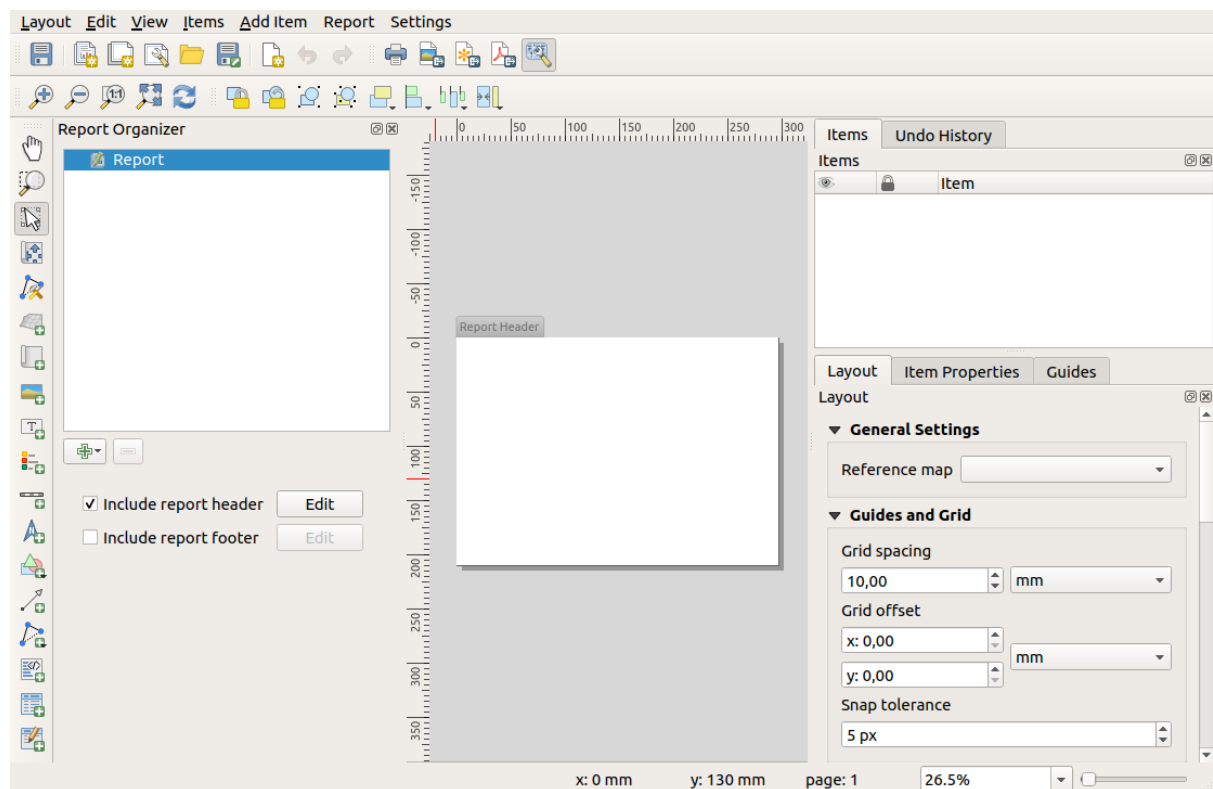 Layout Edit View Items Add Item Report Settings
1:1
Report Organizer
Report
Include report header Edit
Include report footer Edit
0 50 100 150 200 250 300
-150
-100
-50
0
50
100
150
200
250
300
350
Report Header
Items Undo History
Items
Item
Layout Item Properties Guides
Layout
General Settings
Reference map
Guides and Grid
Grid spacing
10,00 mm
Grid offset
x: 0,00
mm
y: 0,00
Snap tolerance
5 px
x: 0 mm y: 130 mm page: 1 26.5%